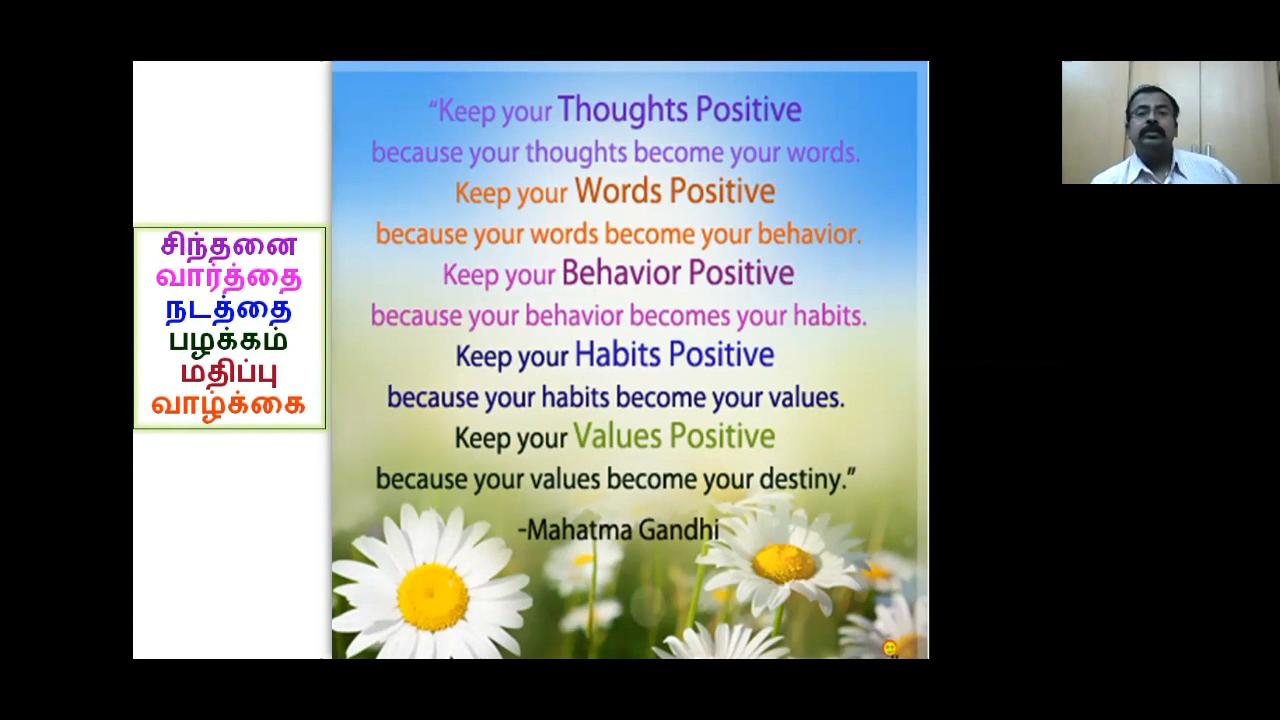 சிந்தனை
வார்த்தை
நடத்தை
பழக்கம்
மதிப்பு
வாழ்க்கை
“Keep your Thoughts Positive
because your thoughts become your words.
Keep your Words Positive
because your words become your behavior.
Keep your Behavior Positive
because your behavior becomes your habits.
Keep your Habits Positive
because your habits become your values.
Keep your Values Positive
because your values become your destiny.”
-Mahatma Gandhi